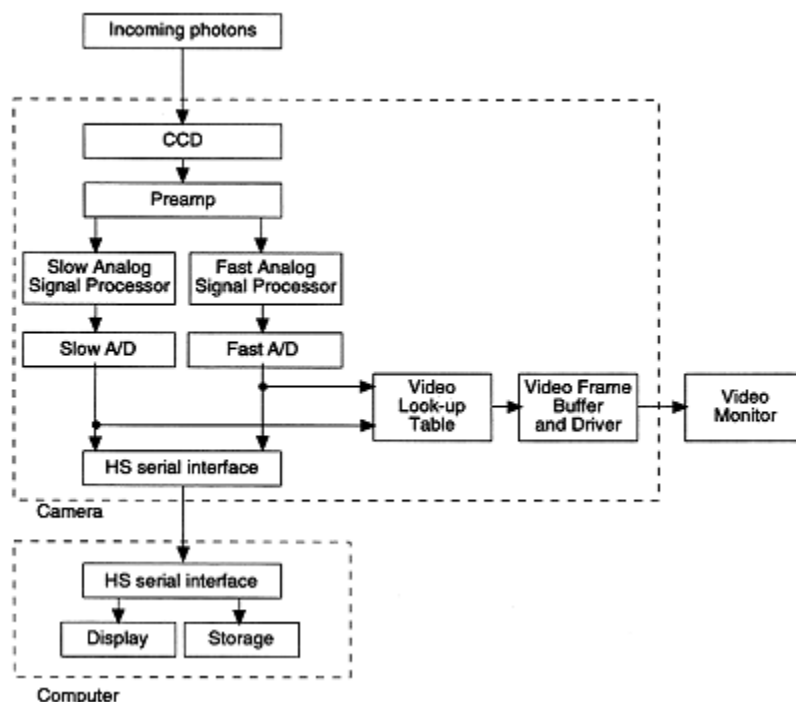 Incoming photons
CCD
Preamp
Slow Analog
Signal Processor
Fast Analog
Signal Processor
Slow A/D
Fast A/D
Video
Look-up
Table
Video Frame
Buffer
and Driver
Video
Monitor
HS serial interface
Camera
HS serial interface
Display
Storage
Computer